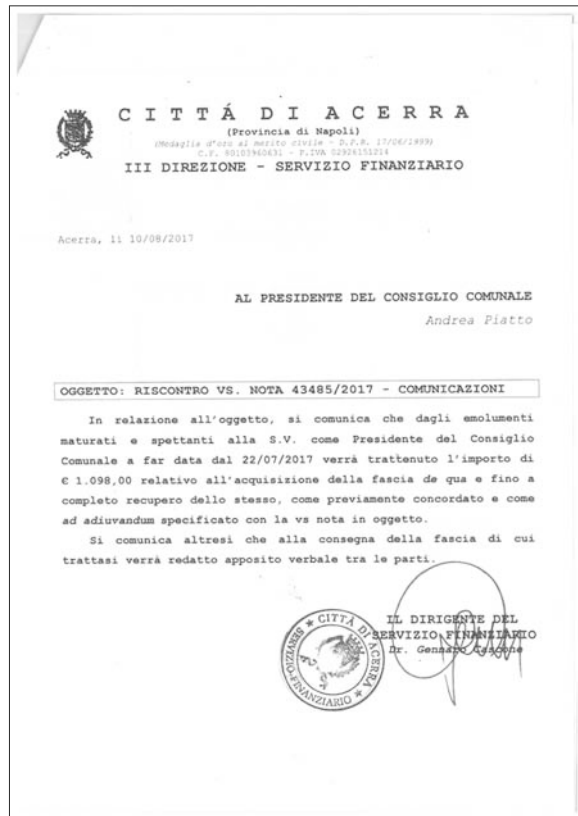 CITTÁ DI ACERRA
(Provincia di Napoli)
(Medaglia d'oro al merito civile - D.P.R. 17/06/1999)
C.F. 80103960631 - P.IVA 02926151214
III DIREZIONE - SERVIZIO FINANZIARIO
Acerra, lì 10/08/2017
AL PRESIDENTE DEL CONSIGLIO COMUNALE
Andrea Piatto
OGGETTO: RISCONTRO VS. NOTA 43485/2017 - COMUNICAZIONI
In relazione all'oggetto, si comunica che dagli emolumenti
maturati e spettanti alla S.V. come Presidente del Consiglio
Comunale a far data dal 22/07/2017 verrà trattenuto l'importo di
€ 1.098,00 relativo all'acquisizione della fascia de qua e fino a
completo recupero dello stesso, come previamente concordato e come
ad adiuvandum specificato con la vs nota in oggetto.
Si comunica altresì che alla consegna della fascia di cui
trattasi verrà redatto apposito verbale tra le parti.
IL DIRIGENTE DEL
SERVIZIO FINANZIARIO
Dr. Gennaro Cascone
CITTÀ DI ACERRA
SERVIZIO FINANZIARIO